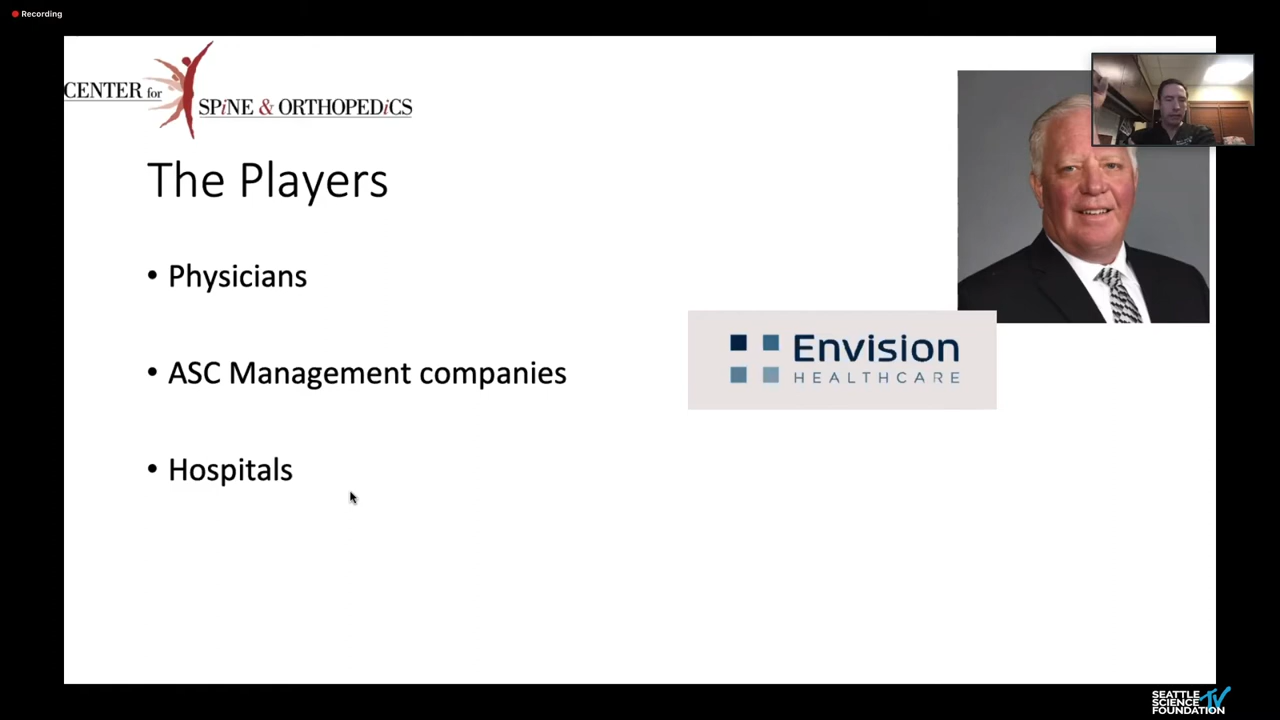 Recording
CENTER for
SPiNE & ORTHOPEDiCS
The Players
• Physicians
• ASC Management companies
• Hospitals
Envision
HEALTHCARE
SEATTLE
SCIENCE TV
FOUNDATION